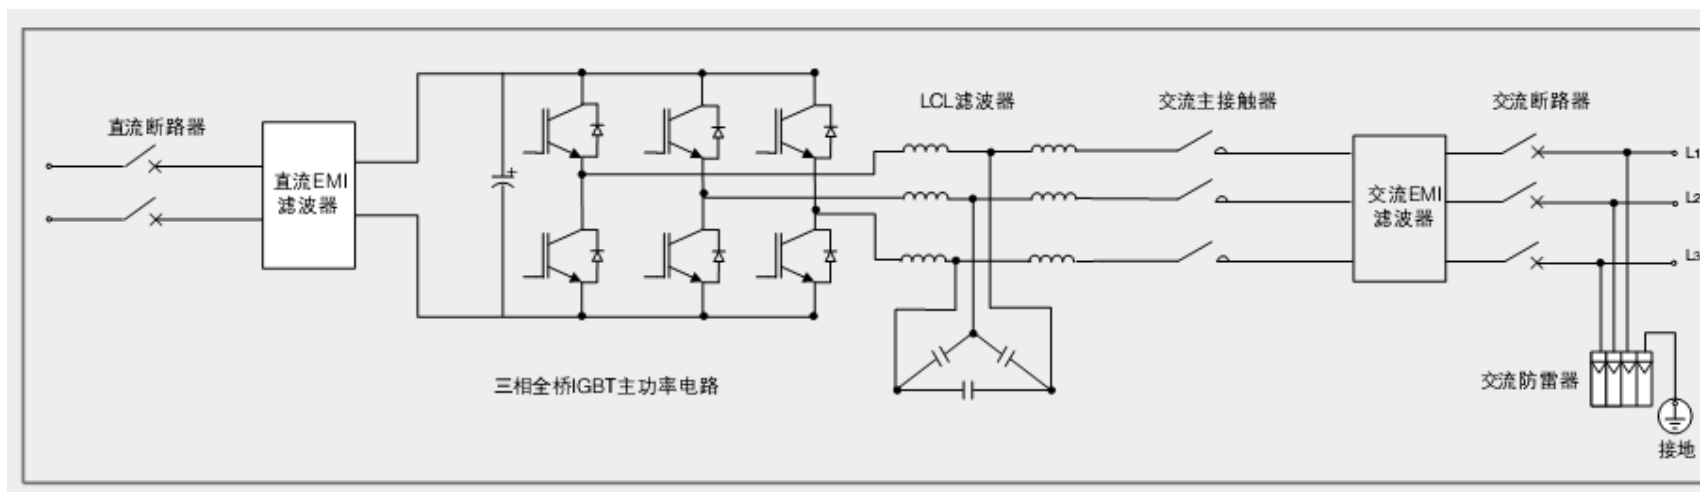 直流断路器
直流EMI
滤波器
三相全桥IGBT主功率电路
LCL滤波器
交流主接触器
交流EMI
滤波器
交流断路器
L1
L2
L3
交流防雷器
接地